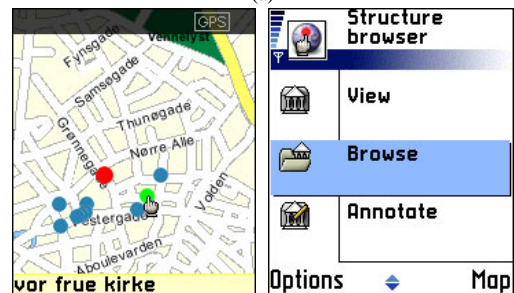 GPS
Vennelyst
Fynsgade
Samsøgade
Thunøgade
Grønnegade
Nørre Alle
Volden
Vestergade
Aboulevarden
vor frue kirke
Structure
browser
View
Browse
Annotate
Options
Map